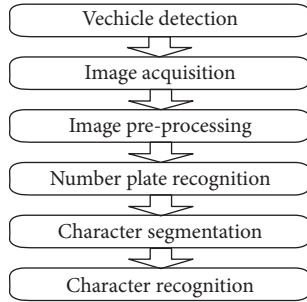 Vechicle detection
Image acquisition
Image pre-processing
Number plate recognition
Character segmentation
Character recognition